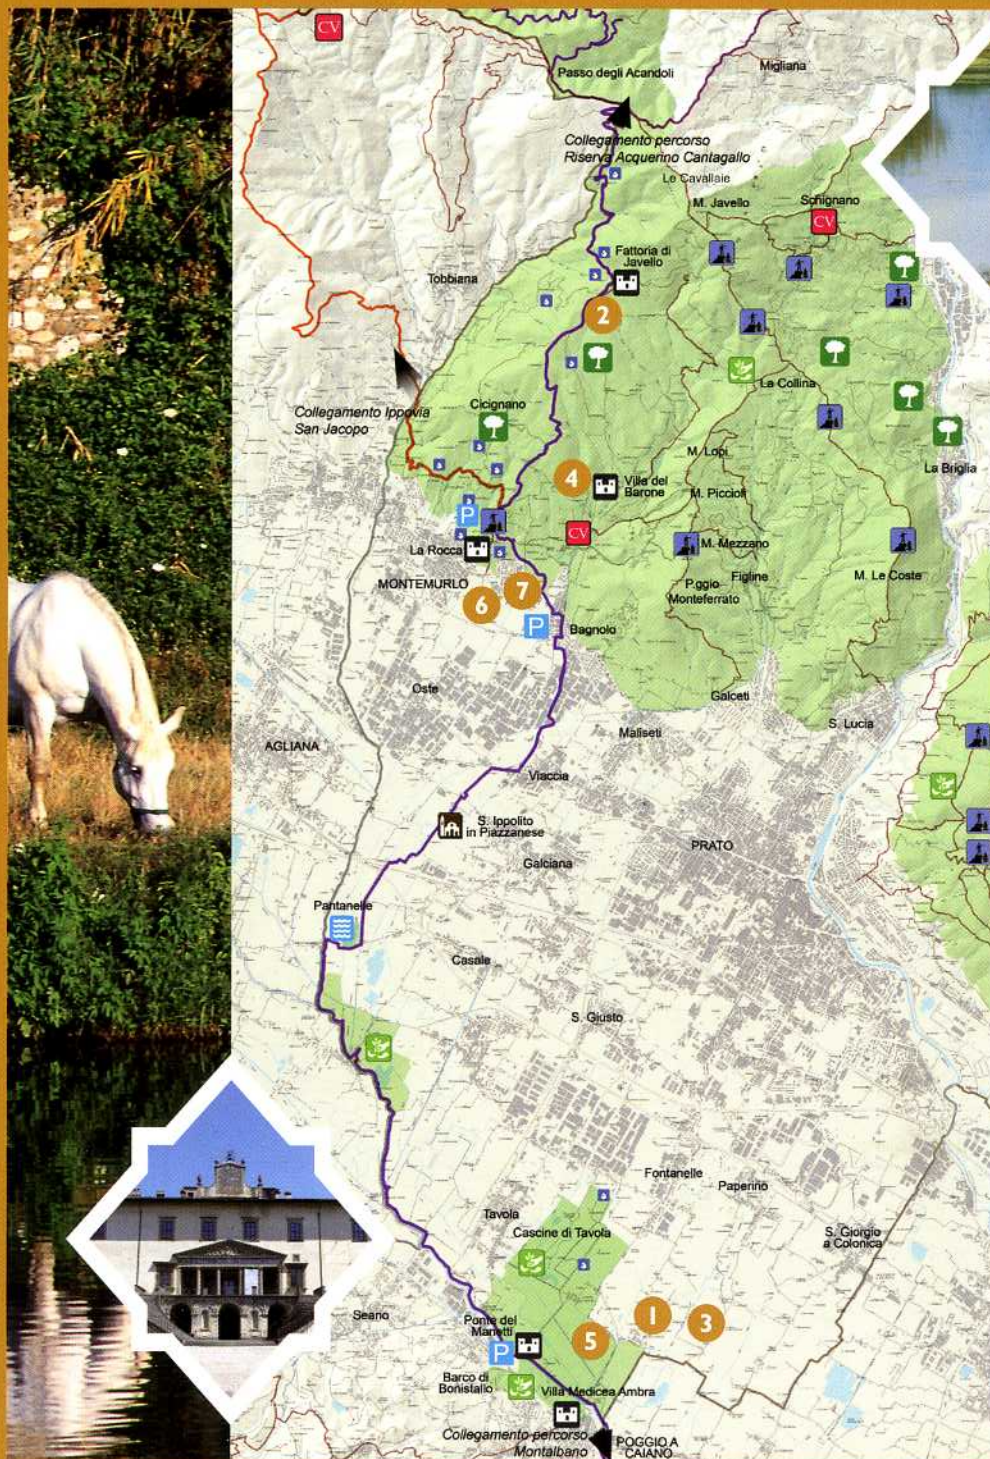 CV
Passo degli Acandoli
Migliana
Collegamento percorso
Riserva Acquerino Cantagallo
Le Cavallaie
M. Javello
Schignano
CV
Fattoria di
Javello
Tobbiana
2
La Collina
Collegamento Ippovia
San Jacopo
Cicignano
M. Lopi
La Briglia
4
Villa del
Barone
M. Piccioli
P
CV
La Rocca
M. Mezzano
MONTEMURLO
Figline
M. Le Coste
P.ggio
Monteferrato
6
7
P
Bagnolo
Oste
Galceti
S. Lucia
Maliseti
AGLIANA
Viaccia
S. Ippolito
in Piazzanese
PRATO
Galciana
Pantanelle
Casale
S. Giusto
Fontanelle
Paperino
Tavola
Cascine di Tavola
S. Giorgio
a Colonica
Seano
Ponte del
Manetti
1
3
5
P
Barco di
Bonistallo
Villa Medicea Ambra
Collegamento percorso
Montalbano
POGGIO A
CAIANO